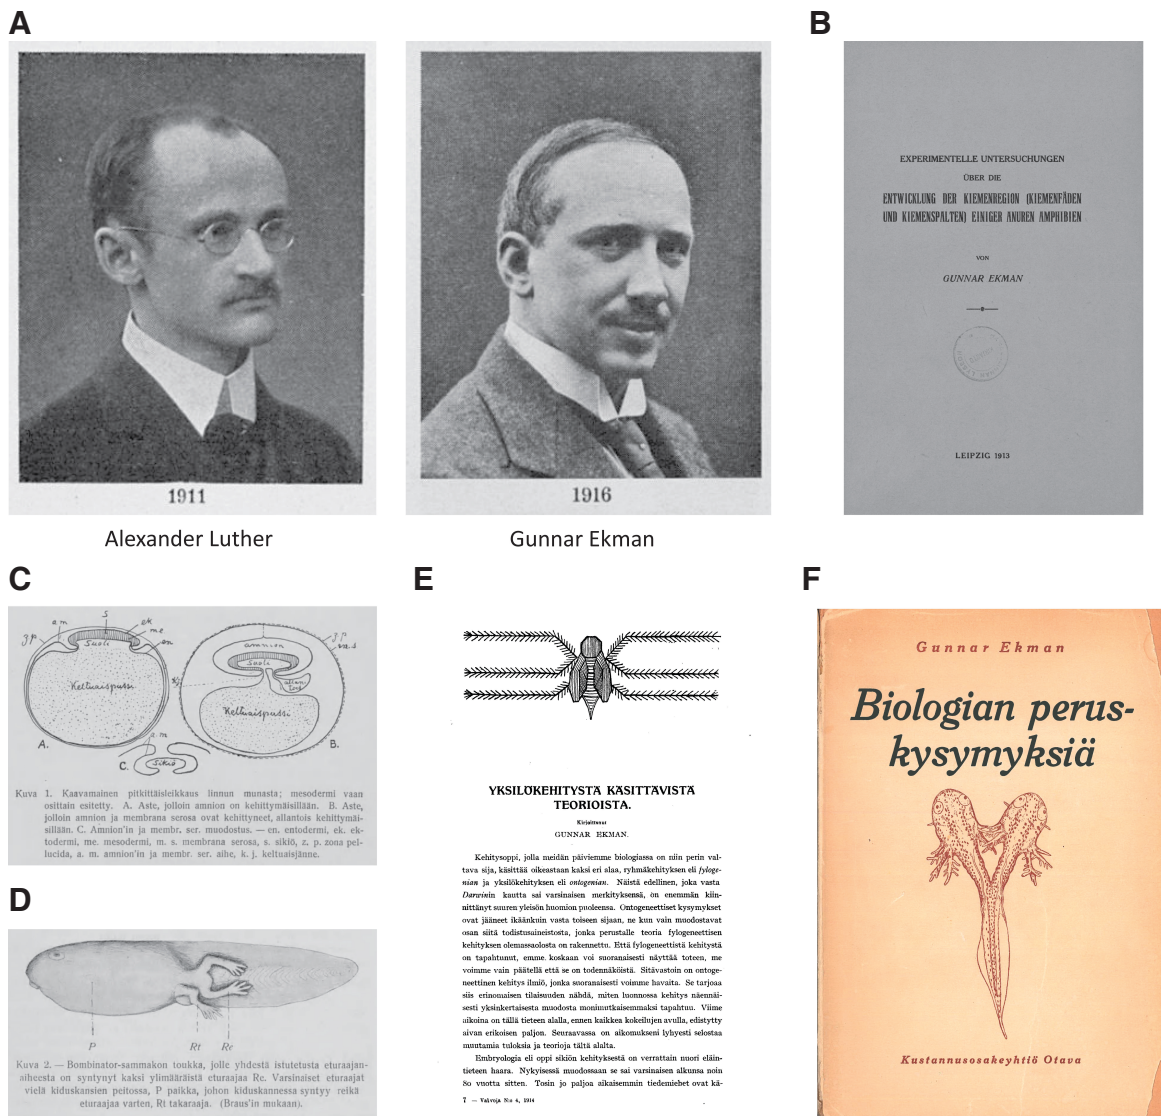 A
B
1911
1916
Alexander Luther
Gunnar Ekman
EXPERIMENTELLE UNTERSUCHUNGEN
ÜBER DIE
ENTWICKLUNG DER KIEMENREGION (KIEMENFÄDEN
UND KIEMENSPALTEN) EINIGER ANUREN AMPHIBIEN
VON
GUNNAR EKMAN
LEIPZIG 1913
C
a.m
s
ek
me
en
z p
Suoli
Keltuaispussi
A.
amnion
Suoli
allan-
tois
Keltuaispussi
z p
m.s
kj
B.
a.m
C.
Sikiö
Kuva 1. Kaavamainen pitkittäisleikkaus linnun munasta; mesodermi vaan
osittain esitetty. A. Aste, jolloin amnion on kehittymäisillään. B. Aste,
jolloin amnion ja membrana serosa ovat kehittyneet, allantois kehittymäi-
sillään. C. Amnion'in ja membr. ser. muodostus. — en. entodermi, ek. ek-
todermi, me. mesodermi, m. s. membrana serosa, s. sikiö, z. p. zona pel-
lucida, a. m. amnion'in ja membr. ser. aihe, k. j. keltuaisjänne.
D
P
Rt
Re
Kuva 2. — Bombinator-sammakon toukka, jolle yhdestä istutetusta eturaajan-
aiheesta on syntynyt kaksi ylimääräistä eturaajaa Re. Varsinaiset eturaajat
vielä kiduskansien peitossa, P paikka, johon kiduskannessa syntyy reikä
eturaajaa varten, Rt takaraaja. (Braus'in mukaan).
E
YKSILÖKEHITYSTÄ KÄSITTÄVISTÄ
TEORIOISTA.
Kirjoittanut
GUNNAR EKMAN.
Kehitysoppi, jolla meidän päiviemme biologiassa on niin perin val-
tava sija, käsittää oikeastaan kaksi eri alaa, ryhmäkehityksen eli fyloge-
nian ja yksilökehityksen eli ontogenian. Näistä edellinen, joka vasta
Darwinin kautta sai varsinaisen merkityksensä, on enemmän kiin-
nittänyt suuren yleisön huomion puoleensa. Ontogeneettiset kysymykset
ovat jääneet ikäänkuin vasta toiseen sijaan, ne kun vain muodostavat
osan siitä todistusaineistosta, jonka perustalle teoria fylogeneettisen
kehityksen olemassaolosta on rakennettu. Että fylogeneettistä kehitystä
on tapahtunut, emme koskaan voi suoranaisesti näyttää toteen, me
voimme vain päätellä että se on todennäköistä. Sitävastoin on ontoge-
neettinen kehitys ilmiö, jonka suoranaisesti voimme havaita. Se tarjoaa
siis erinomaisen tilaisuuden nähdä, miten luonnossa kehitys näennäi-
sesti yksinkertaisesta muodosta monimutkaisemmaksi tapahtuu. Viime
aikoina on tällä tieteen alalla, ennen kaikkea kokeilujen avulla, edistytty
aivan erikoisen paljon. Seuraavassa on aikomukseni lyhyesti selostaa
muutamia tuloksia ja teorioja tältä alalta.
Embryologia eli oppi sikiön kehityksestä on verrattain nuori eläin-
tieteen haara. Nykyisessä muodossaan se sai varsinaisen alkunsa noin
80 vuotta sitten. Tosin jo paljoa aikaisemmin tiedemiehet ovat kä-
7 — Valvoja N:o 4, 1914
F
Gunnar Ekman
Biologian perus-
kysymyksiä
Kustannusosakeyhtiö Otava